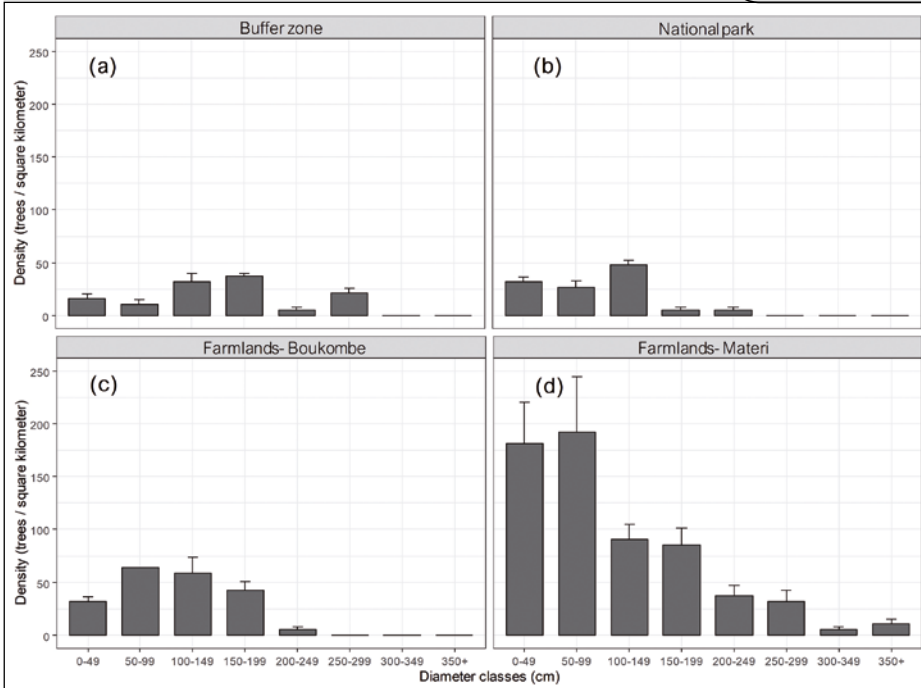 Buffer zone
National park
(a)
(b)
Density (trees / square kilometer)
250
200
150
100
50
0
Farmlands- Boukombe
Farmlands- Materi
(c)
(d)
Density (trees / square kilometer)
250
200
150
100
50
0
0-49 50-99 100-149 150-199 200-249 250-299 300-349 350+
0-49 50-99 100-149 150-199 200-249 250-299 300-349 350+
Diameter classes (cm)